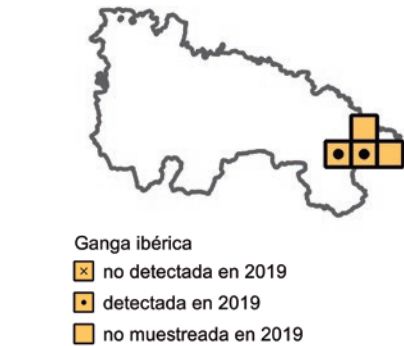 Ganga ibérica
no detectada en 2019
detectada en 2019
no muestreada en 2019